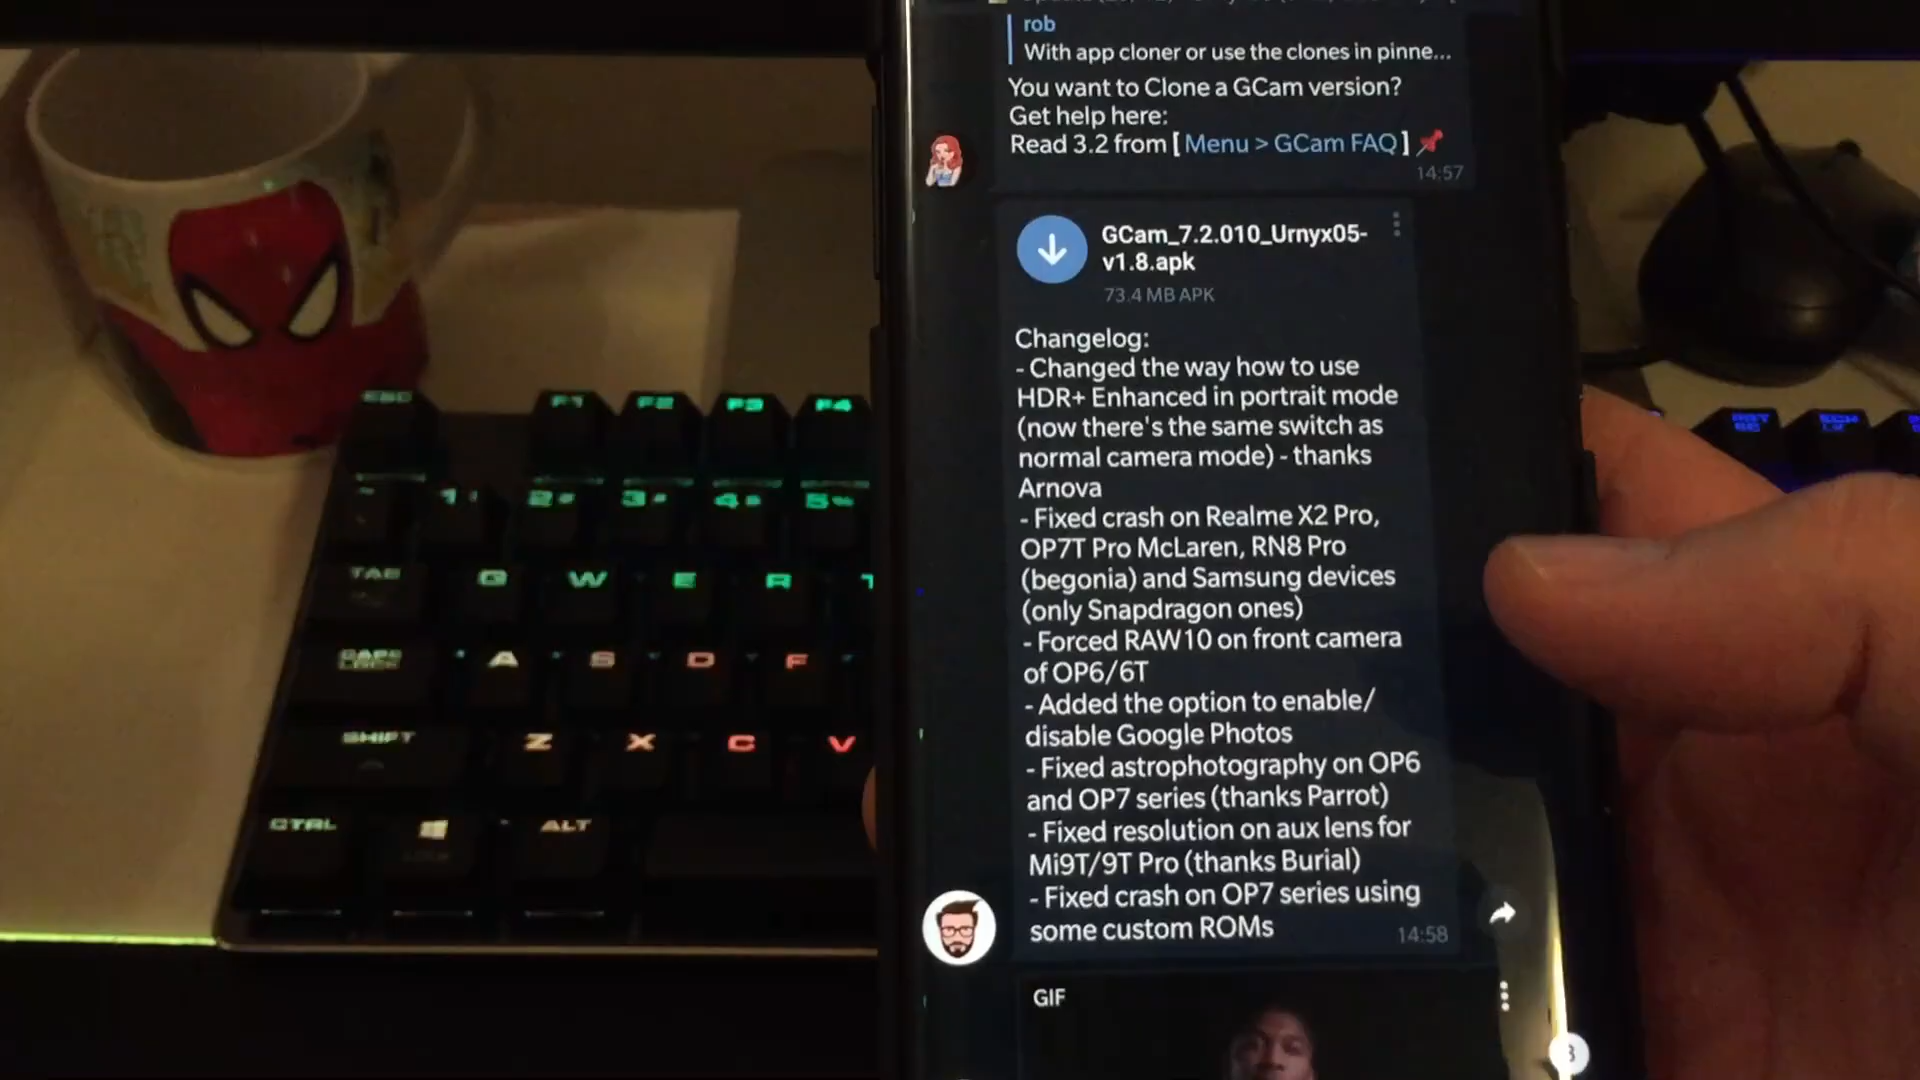 rob
With app cloner or use the clones in pinne...
You want to Clone a GCam version?
Get help here:
Read 3.2 from [ Menu > GCam FAQ ] 📌
14:57
GCam_7.2.010_Urnyx05-
v1.8.apk
73.4 MB APK
Changelog:
- Changed the way how to use
HDR+ Enhanced in portrait mode
(now there's the same switch as
normal camera mode) - thanks
Arnova
- Fixed crash on Realme X2 Pro,
OP7T Pro McLaren, RN8 Pro
(begonia) and Samsung devices
(only Snapdragon ones)
- Forced RAW10 on front camera
of OP6/6T
- Added the option to enable/
disable Google Photos
- Fixed astrophotography on OP6
and OP7 series (thanks Parrot)
- Fixed resolution on aux lens for
Mi9T/9T Pro (thanks Burial)
- Fixed crash on OP7 series using
some custom ROMs
14:58
GIF
ESC F1 F2 F3 F4
1 2 3 4 5
TAB Q W E R T
CAPS LOCK A S D F
SHIFT Z X C V
CTRL ALT